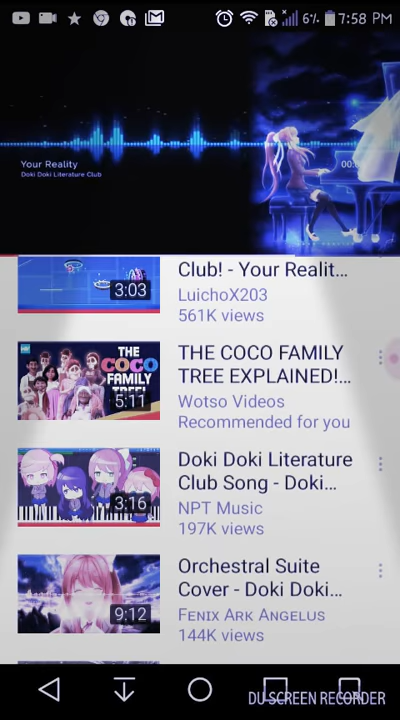 6% 7:58 PM
Your Reality
Doki Doki Literature Club
00:
3:03
Club! - Your Realit...
LuichoX203
561K views
THE
COCO
FAMILY
TREE
5:11
THE COCO FAMILY
TREE EXPLAINED!...
Wotso Videos
Recommended for you
3:16
Doki Doki Literature
Club Song - Doki...
NPT Music
197K views
9:12
Orchestral Suite
Cover - Doki Doki...
Fenix Ark Angelus
144K views
DU SCREEN RECORDER